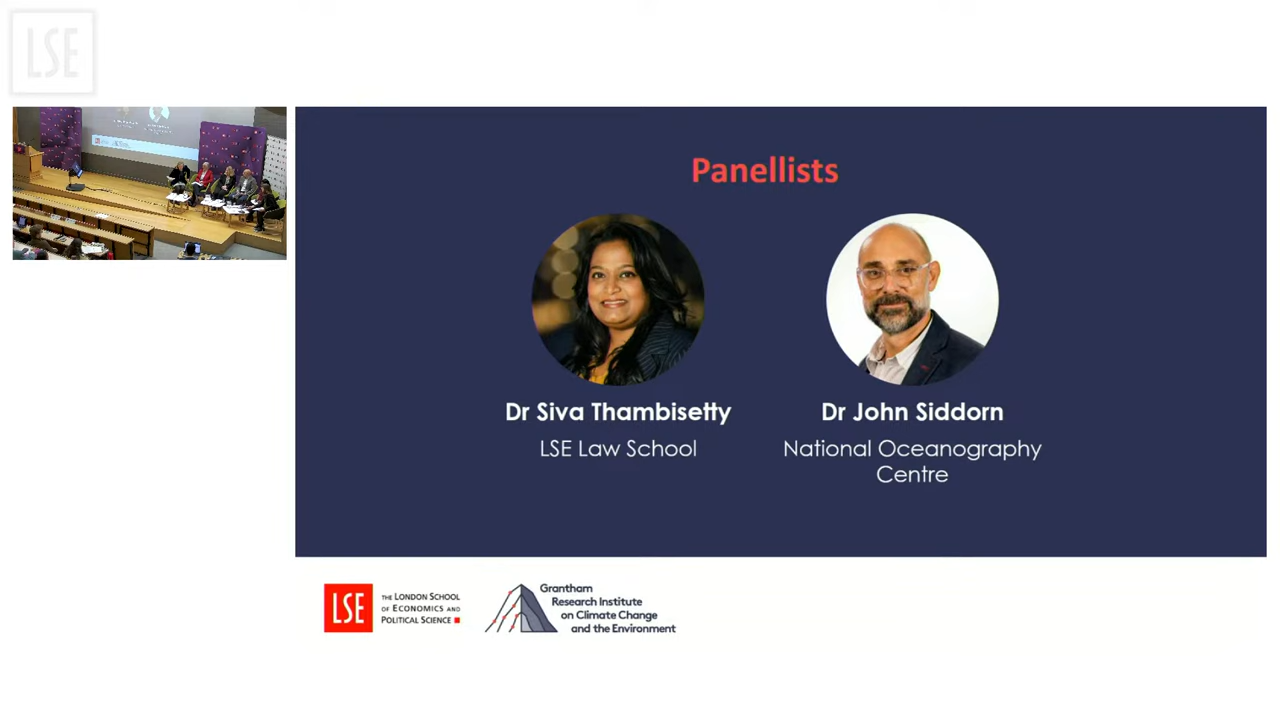 LSE
Panellists
Dr Siva Thambisetty
LSE Law School
Dr John Siddorn
National Oceanography
Centre
LSE
THE LONDON SCHOOL
OF ECONOMICS AND
POLITICAL SCIENCE
Grantham
Research Institute
on Climate Change
and the Environment